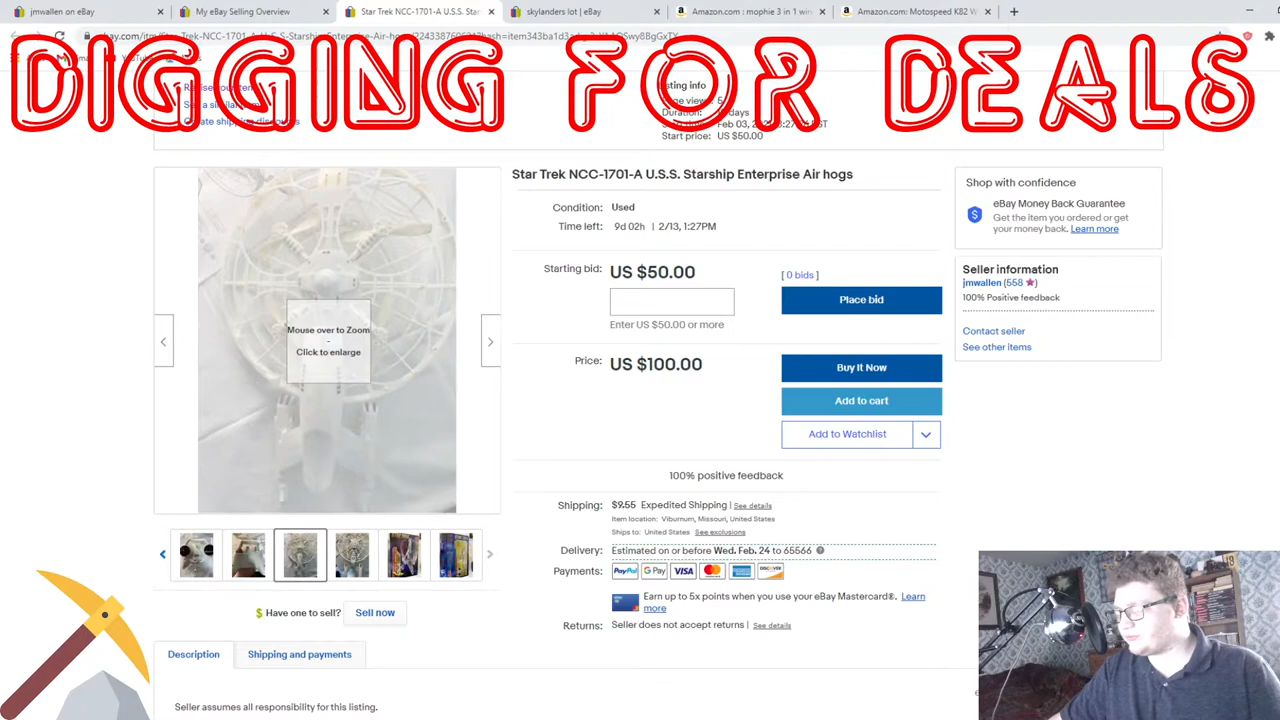 jmwallen on eBay
My eBay Selling Overview
Star Trek NCC-1701-A U.S.S. Star
skylanders lot | eBay
Amazon.com : mophie 3 in 1 wire
Amazon.com: Motospeed K82 W
DIGGING FOR DEALS
Listing info
Duration:
Start price: US $50.00
Star Trek NCC-1701-A U.S.S. Starship Enterprise Air hogs
Condition: Used
Time left: 9d 02h | 2/13, 1:27PM
Starting bid: US $50.00 [ 0 bids ]
Place bid
Enter US $50.00 or more
Price: US $100.00
Buy It Now
Add to cart
Add to Watchlist
100% positive feedback
Shipping: $9.55 Expedited Shipping | See details
Item location: Viburnum, Missouri, United States
Ships to: United States See exclusions
Delivery: Estimated on or before Wed. Feb. 24 to 65566
Payments: PayPal G Pay VISA DISCOVER
Earn up to 5x points when you use your eBay Mastercard®. Learn
more
Returns: Seller does not accept returns | See details
Shop with confidence
eBay Money Back Guarantee
Get the item you ordered or get
your money back. Learn more
Seller information
jmwallen (558 )
100% Positive feedback
Contact seller
See other items
Mouse over to Zoom
-
Click to enlarge
Have one to sell? Sell now
Description
Shipping and payments
Seller assumes all responsibility for this listing.